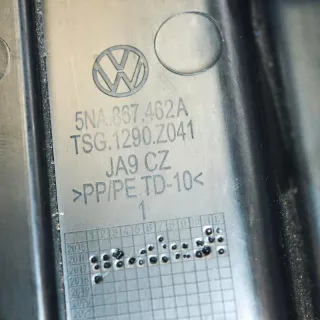 5NA.867.462A
TSG.1290.Z041
JA9 CZ
>PP/PE TD-10<
1